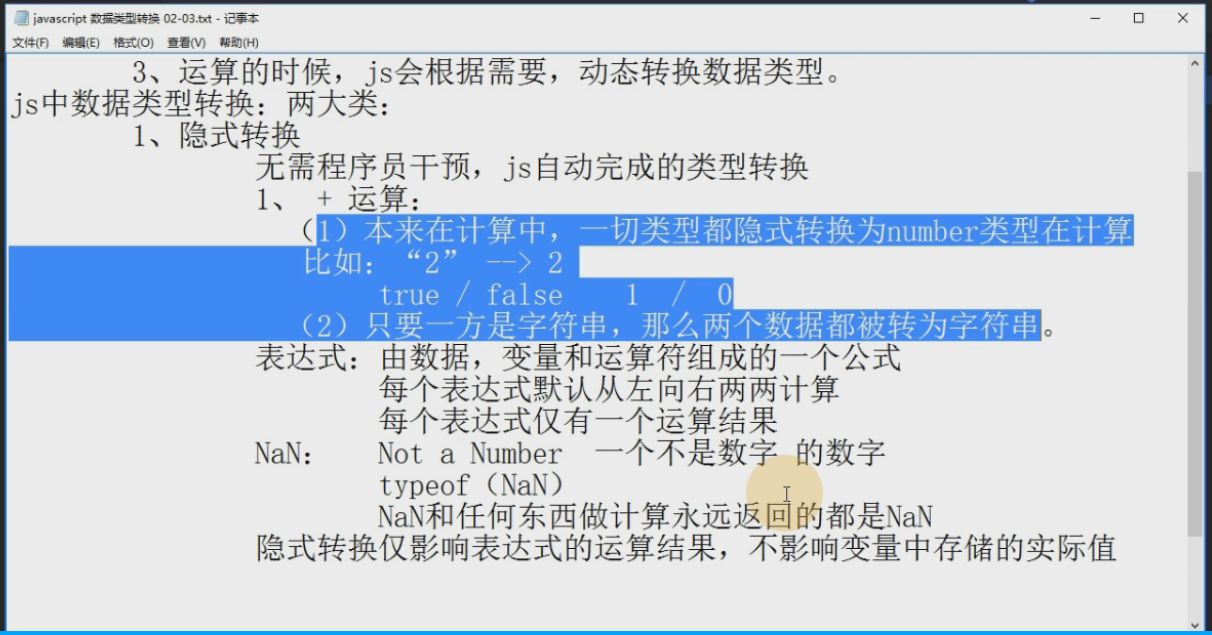 javascript 数据类型转换 02-03.txt - 记事本
文件(F) 编辑(E) 格式(O) 查看(V) 帮助(H)
3、运算的时候，js会根据需要，动态转换数据类型。
js中数据类型转换：两大类：
1、隐式转换
无需程序员干预，js自动完成的类型转换
1、 + 运算：
（1）本来在计算中，一切类型都隐式转换为number类型在计算
比如：“2” --> 2
true / false 1 / 0
（2）只要一方是字符串，那么两个数据都被转为字符串。
表达式：由数据，变量和运算符组成的一个公式
每个表达式默认从左向右两两计算
每个表达式仅有一个运算结果
NaN： Not a Number 一个不是数字 的数字
typeof（NaN）
NaN和任何东西做计算永远返回的都是NaN
隐式转换仅影响表达式的运算结果，不影响变量中存储的实际值